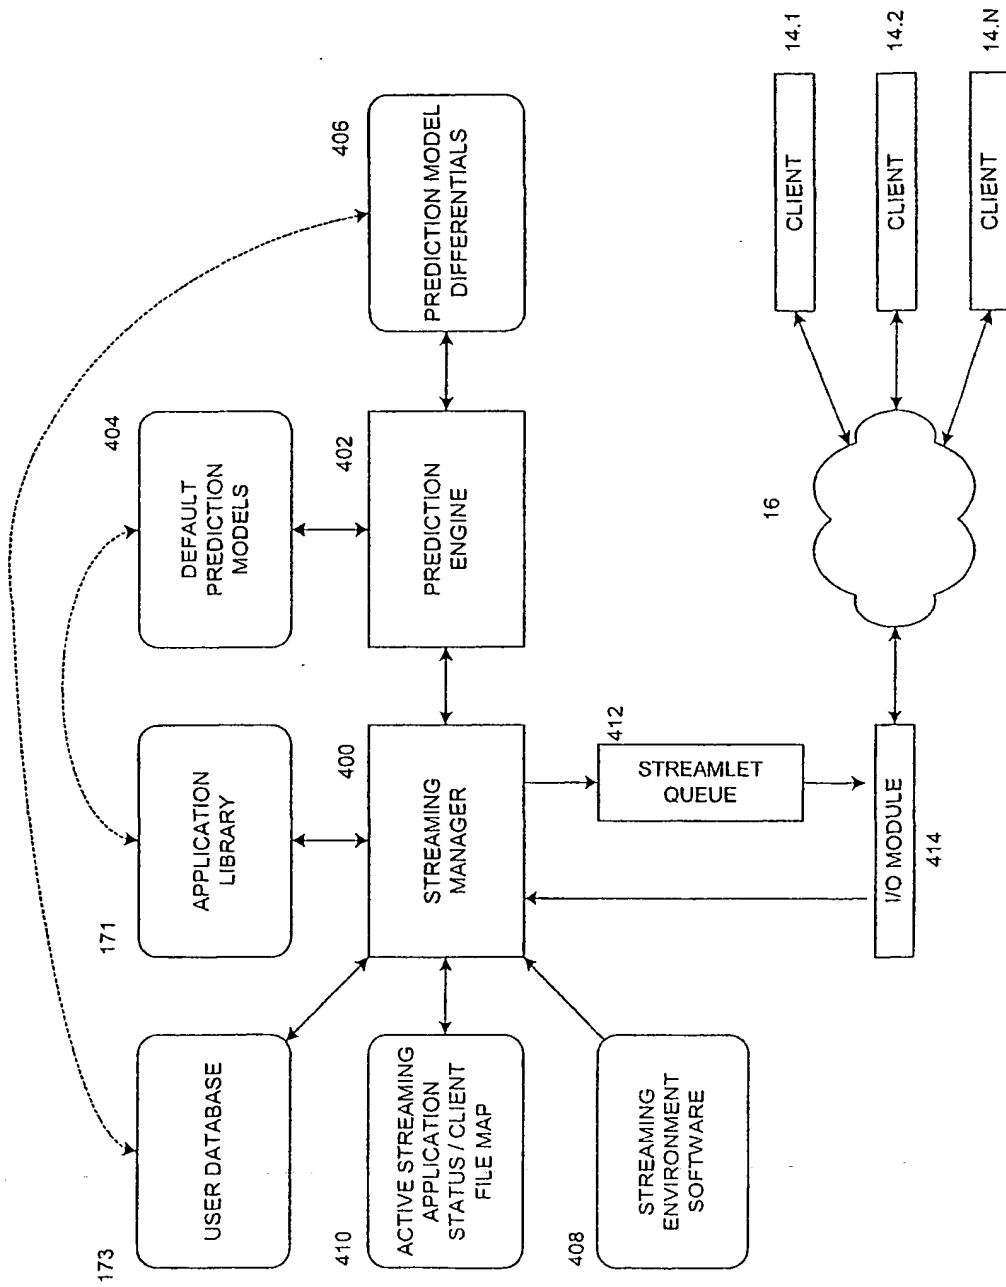 173
USER DATABASE
171
APPLICATION
LIBRARY
404
DEFAULT
PREDICTION
MODELS
410
ACTIVE STREAMING
APPLICATION
STATUS / CLIENT
FILE MAP
400
STREAMING
MANAGER
402
PREDICTION
ENGINE
406
PREDICTION MODEL
DIFFERENTIALS
408
STREAMING
ENVIRONMENT
SOFTWARE
412
STREAMLET
QUEUE
I/O MODULE
414
16
CLIENT
14.1
CLIENT
14.2
CLIENT
14.N